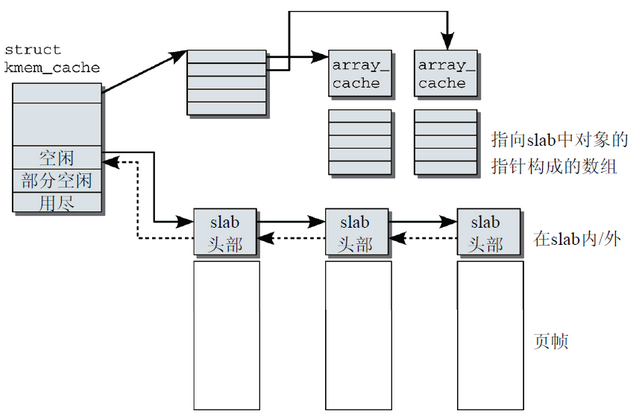 struct
kmem_cache
array_
cache
array_
cache
指向slab中对象的
指针构成的数组
空闲
部分空闲
用尽
slab
头部
slab
头部
slab
头部
在slab内/外
页帧